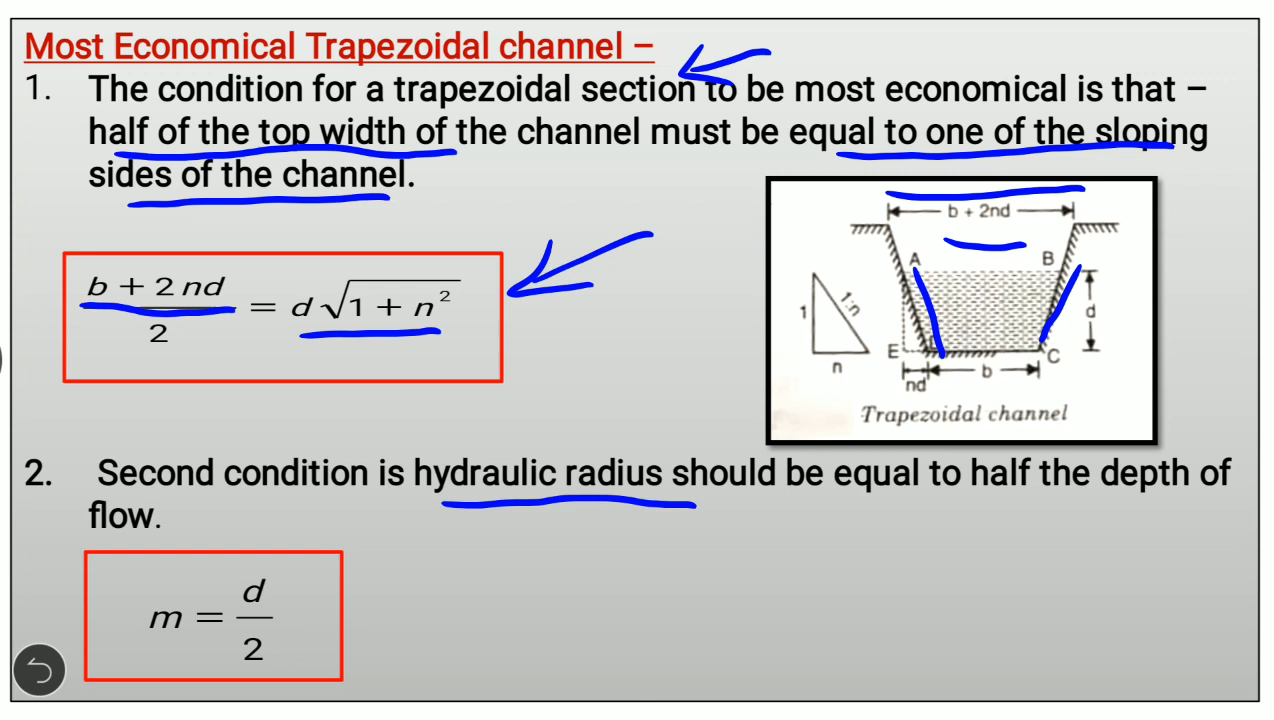 Most Economical Trapezoidal channel –
1. The condition for a trapezoidal section to be most economical is that –
half of the top width of the channel must be equal to one of the sloping
sides of the channel.
b + 2nd
A B
1 1:n d
E C
n nd b
Trapezoidal channel
b + 2 nd / 2 = d √1 + n²
2. Second condition is hydraulic radius should be equal to half the depth of
flow.
m = d / 2